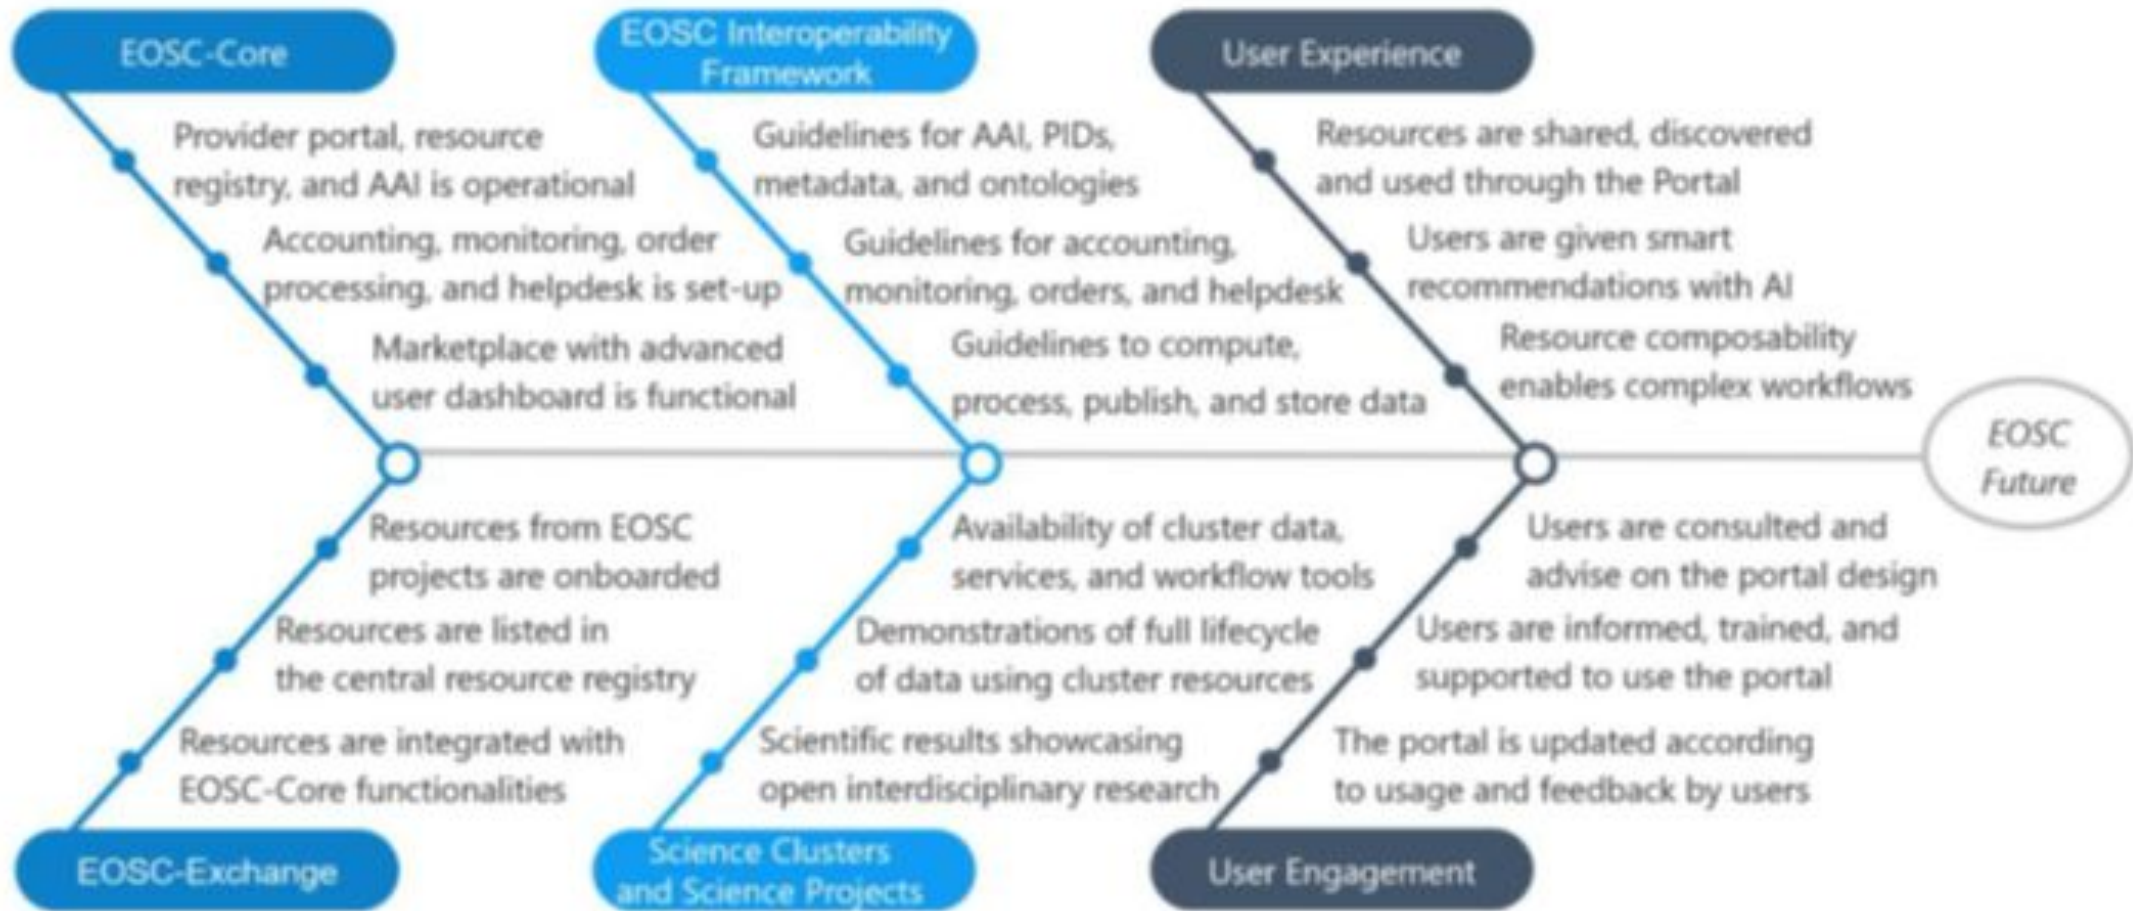 EOSC-Core
Provider portal, resource
registry, and AAI is operational
Accounting, monitoring, order
processing, and helpdesk is set-up
Marketplace with advanced
user dashboard is functional
EOSC Interoperability
Framework
Guidelines for AAI, PIDs,
metadata, and ontologies
Guidelines for accounting,
monitoring, orders, and helpdesk
Guidelines to compute,
process, publish, and store data
User Experience
Resources are shared, discovered
and used through the Portal
Users are given smart
recommendations with AI
Resource composability
enables complex workflows
EOSC
Future
Resources from EOSC
projects are onboarded
Resources are listed in
the central resource registry
Resources are integrated with
EOSC-Core functionalities
EOSC-Exchange
Availability of cluster data,
services, and workflow tools
Demonstrations of full lifecycle
of data using cluster resources
Scientific results showcasing
open interdisciplinary research
Science Clusters
and Science Projects
Users are consulted and
advise on the portal design
Users are informed, trained, and
supported to use the portal
The portal is updated according
to usage and feedback by users
User Engagement